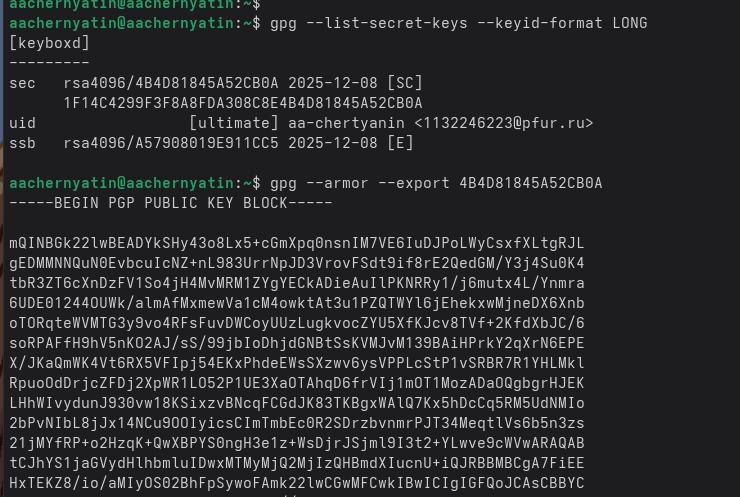 aachernyatin@aachernyatin:~$
aachernyatin@aachernyatin:~$ gpg --list-secret-keys --keyid-format LONG
[keyboxd]
---------
sec   rsa4096/4B4D81845A52CB0A 2025-12-08 [SC]
      1F14C4299F3F8A8FDA308C8E4B4D81845A52CB0A
uid                 [ultimate] aa-chertyanin <1132246223@pfur.ru>
ssb   rsa4096/A57908019E911CC5 2025-12-08 [E]

aachernyatin@aachernyatin:~$ gpg --armor --export 4B4D81845A52CB0A
-----BEGIN PGP PUBLIC KEY BLOCK-----

mQINBGk22lwBEADYkSHy43o8Lx5+cGmXpq0nsnIM7VE6IuDJPoLWyCsxfXLtgRJL
gEDMMNNQuN0EvbcuIcNZ+nL983UrrNpJD3VrovFSdt9if8rE2QedGM/Y3j4Su0K4
tbR3ZT6cXnDzFV1So4jH4MvMRM1ZYgYECkADieAuIlPKNRRy1/j6mutx4L/Ynmra
6UDE01244OUWk/almAfMxmewVa1cM4owktAt3u1PZQTWYl6jEhekxwMjneDX6Xnb
oTORqteWVMTG3y9vo4RFsFuvDWCoyUUzLugkvocZYU5XfKJcv8TVf+2KfdXbJC/6
soRPAFfH9hV5nKO2AJ/sS/99jbIoDhjdGNBtSsKVMJvM139BAiHPrkY2qXrN6EPE
X/JKaQmWK4Vt6RX5VFIpj54EKxPhdeEWsSXzwv6ysVPPLcStP1vSRBR7R1YHLMkl
RpuoOdDrjcZFDj2XpWR1LO52P1UE3XaOTAhqD6frVIj1mOT1MozADaOQgbgrHJEK
LHhWIvydunJ930vw18KSixzvBNcqFCGdJK83TKBgxWAlQ7Kx5hDcCq5RM5UdNMIo
2bPvNIbL8jJx14NCu9OOIyicsCImTmbEc0R2SDrzbvnmrPJT34MeqtlVs6b5n3zs
21jMYfRP+o2HzqK+QwXBPYS0ngH3e1z+WsDjrJSjml9I3t2+YLwve9cWVwARAQAB
tCJhYS1jaGVydHlhbmluIDwxMTMyMjQ2MjIzQHBmdXIucnU+iQJRBBMBCgA7FiEE
HxTEKZ8/io/aMIyOS02BhFpSywoFAmk22lwCGwMFCwkIBwICIgIGFQoJCAsCBBYC